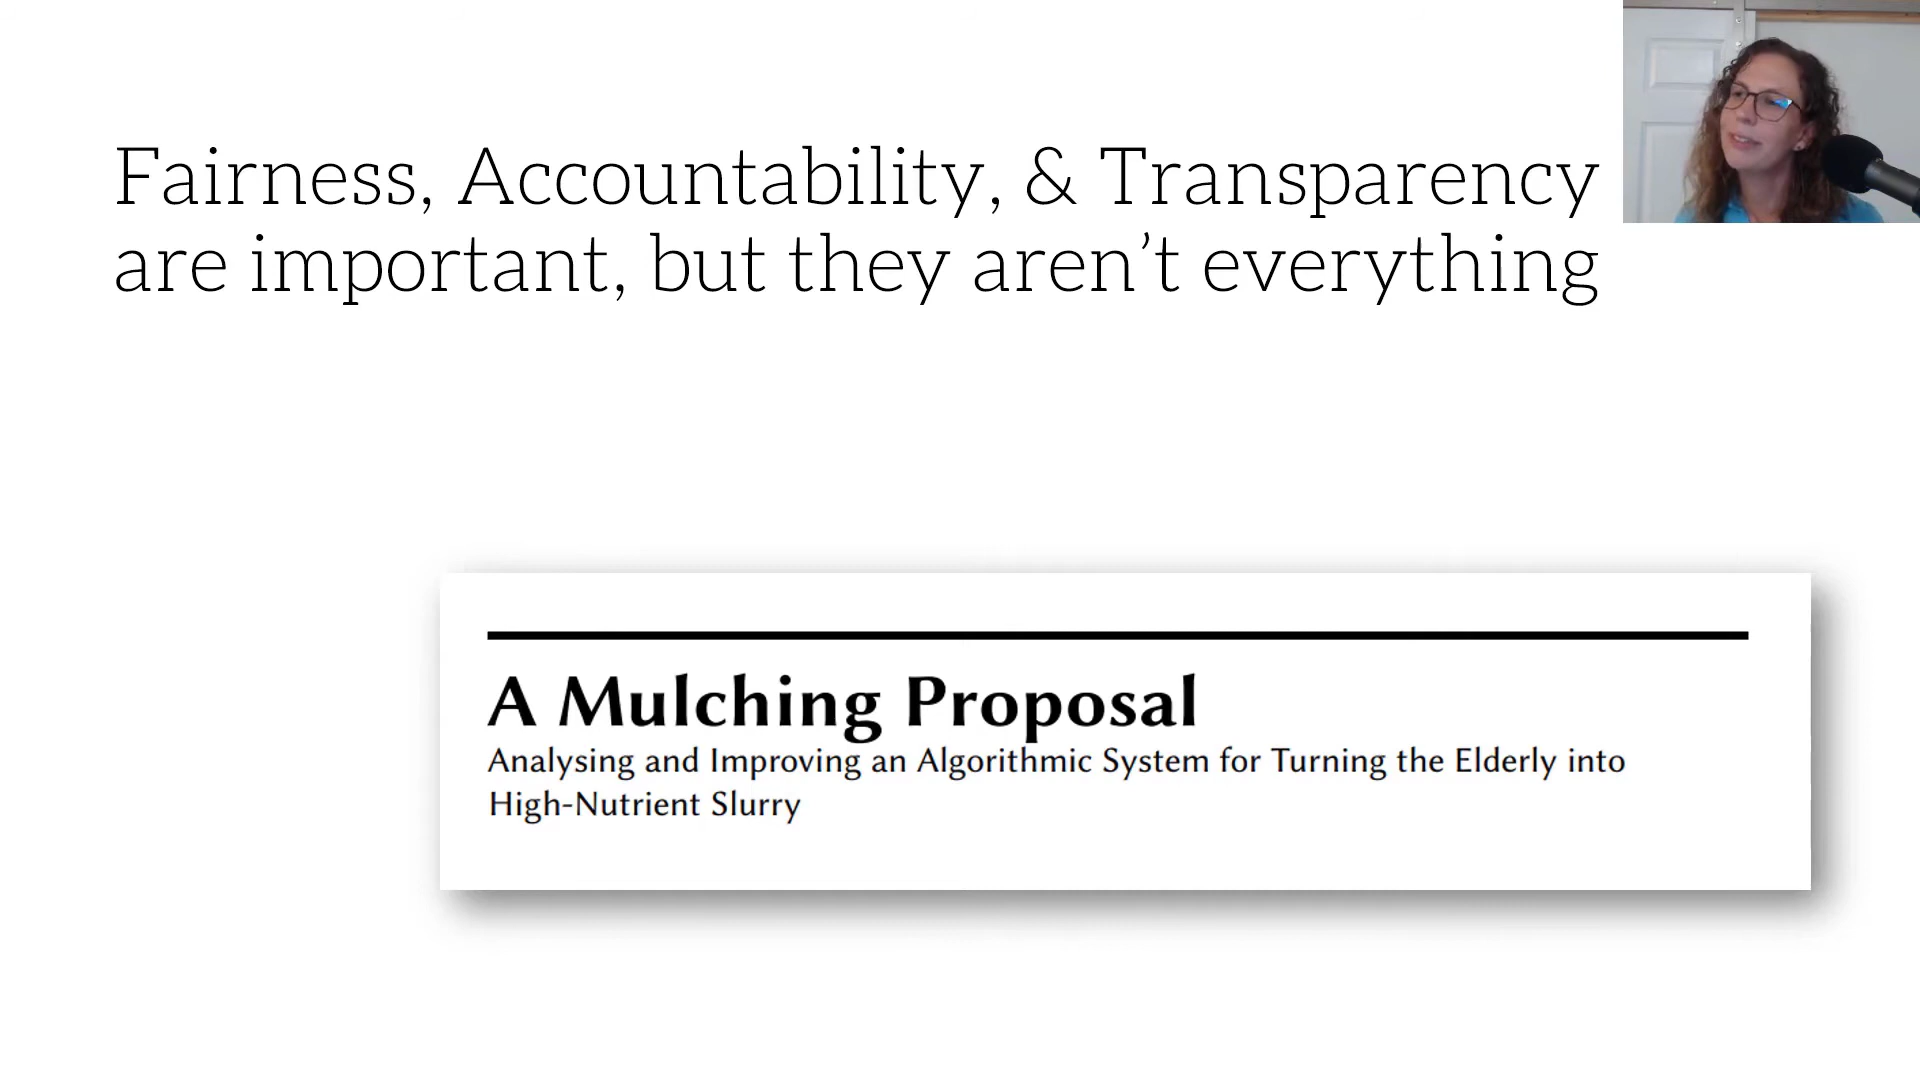 Fairness, Accountability, & Transparency
are important, but they aren’t everything
A Mulching Proposal
Analysing and Improving an Algorithmic System for Turning the Elderly into
High-Nutrient Slurry